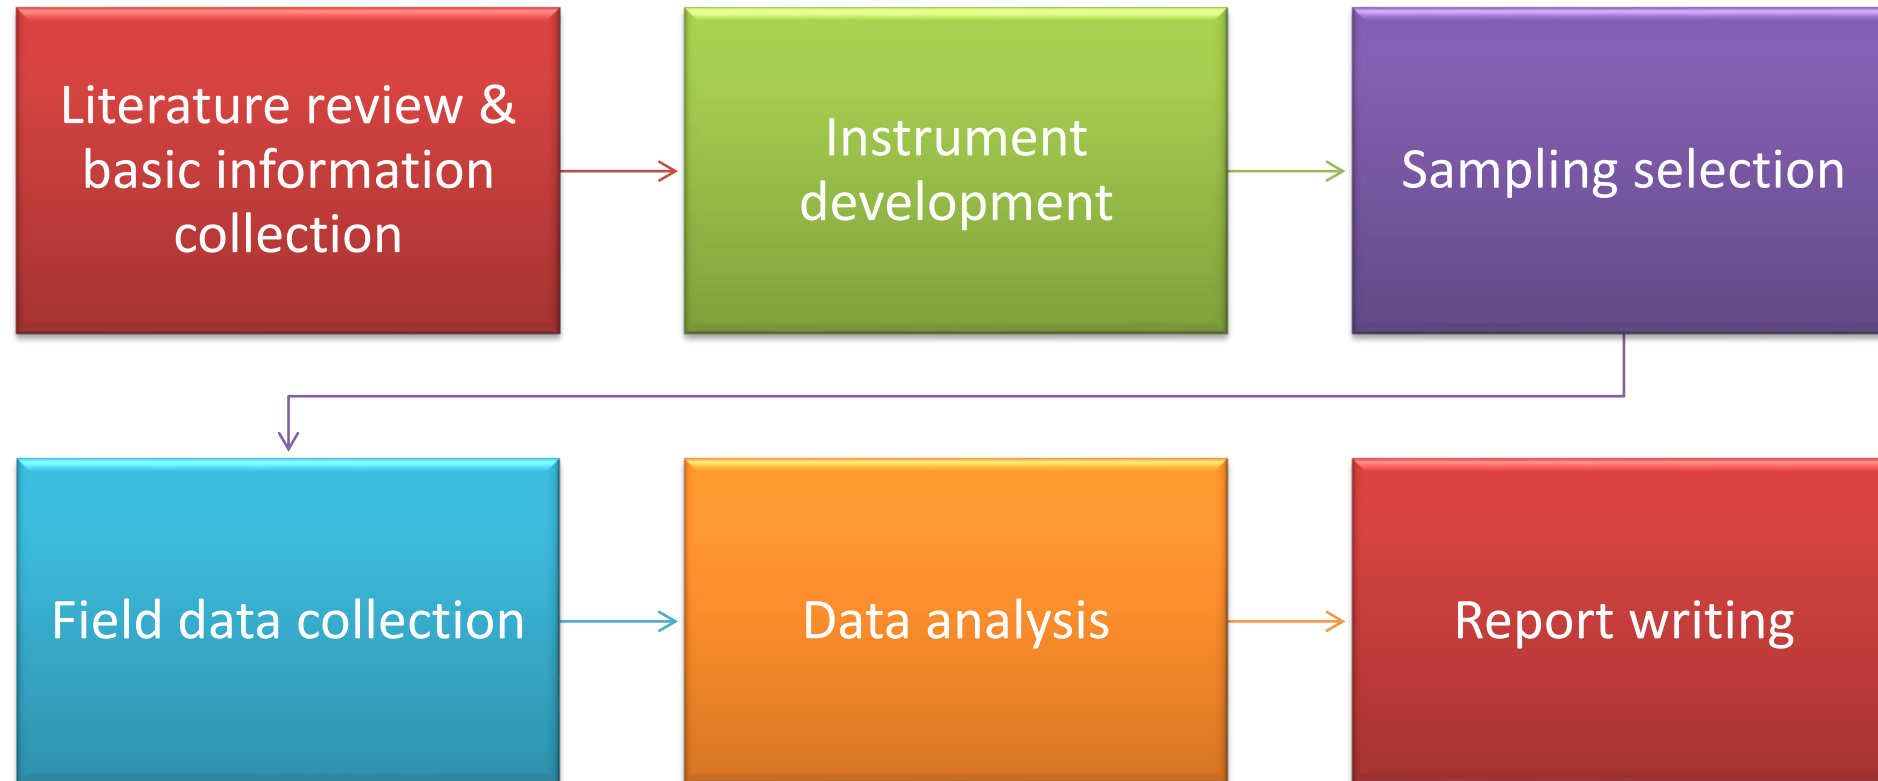 Literature review &
basic information
collection
Instrument
development
Sampling selection
Field data collection
Data analysis
Report writing